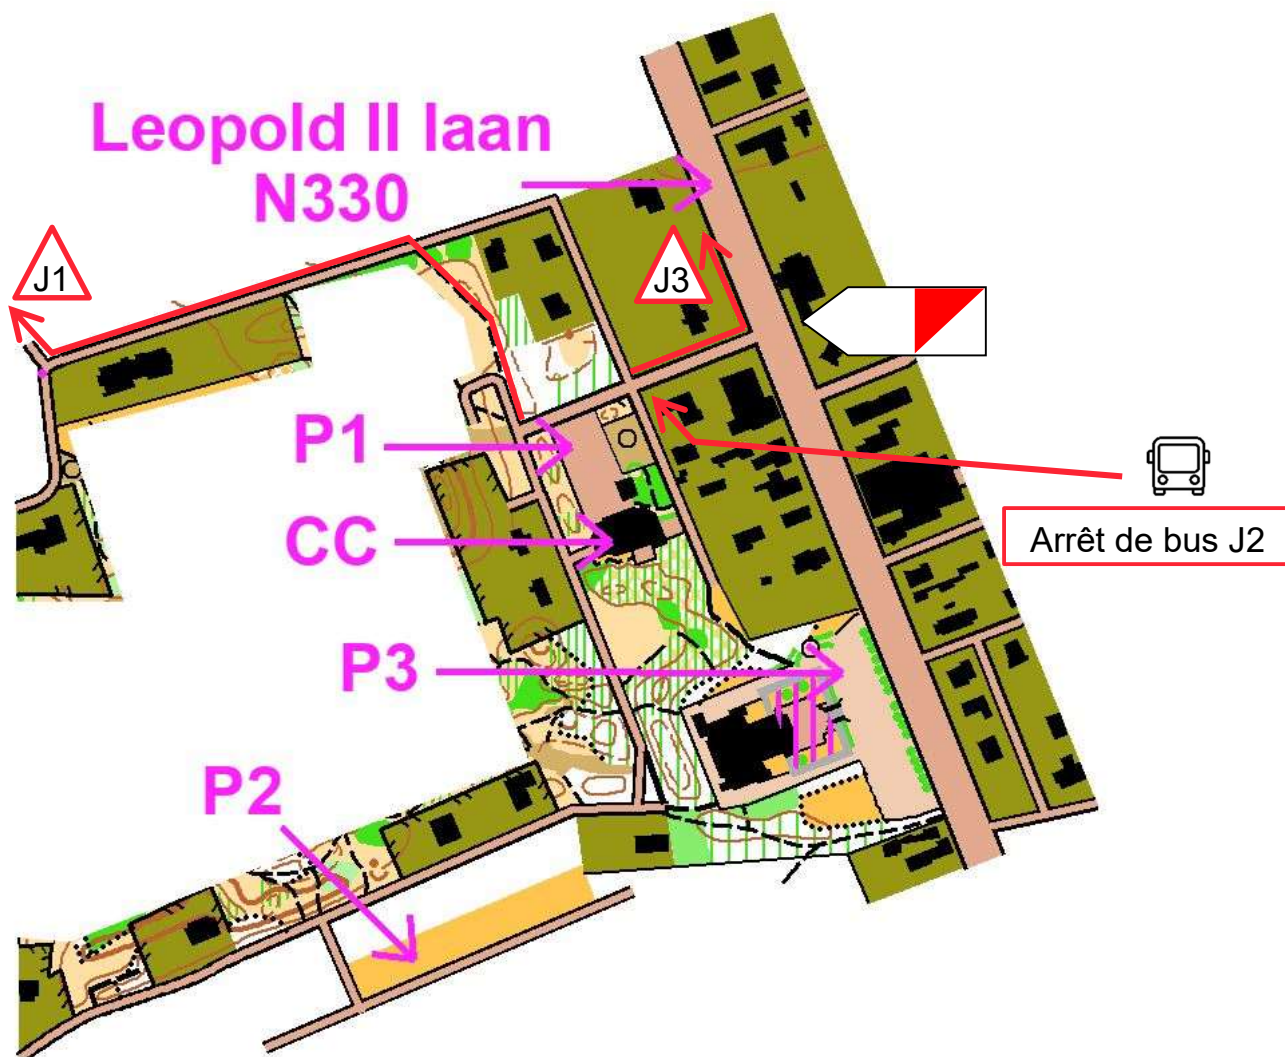 Leopold II laan
N330
J1
J3
P1
CC
Arrêt de bus J2
P3
P2